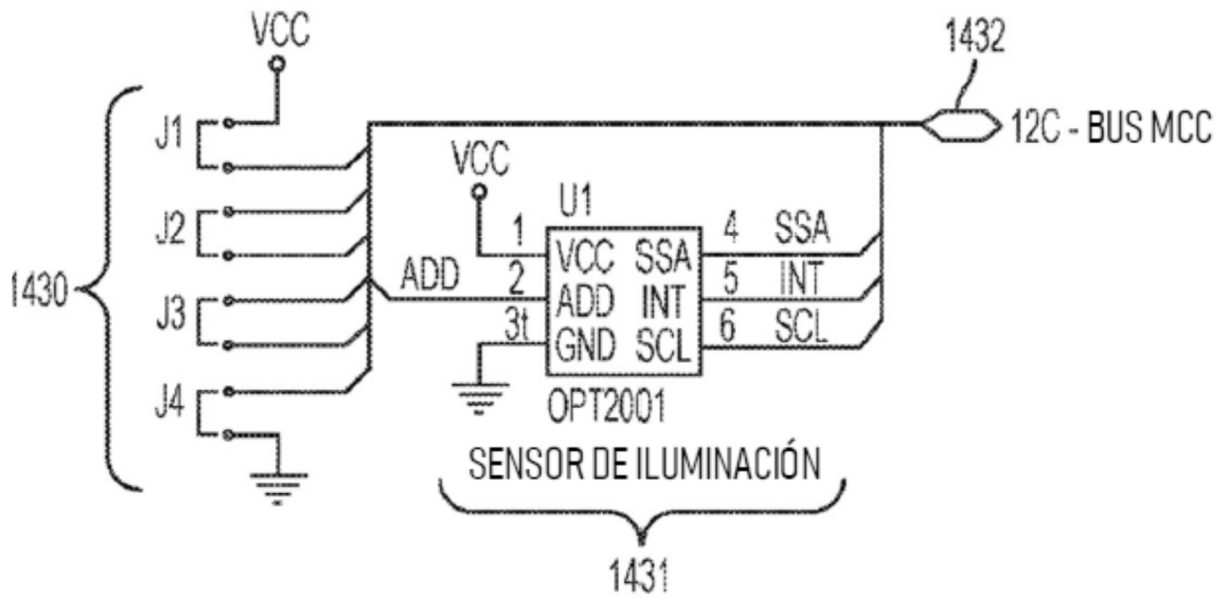 VCC
1432
J1
12C - BUS MCC
VCC
U1
J2
1 VCC SSA 4 SSA
1430
ADD
2 ADD INT 5 INT
J3
3t GND SCL 6 SCL
J4
OPT2001
SENSOR DE ILUMINACIÓN
1431